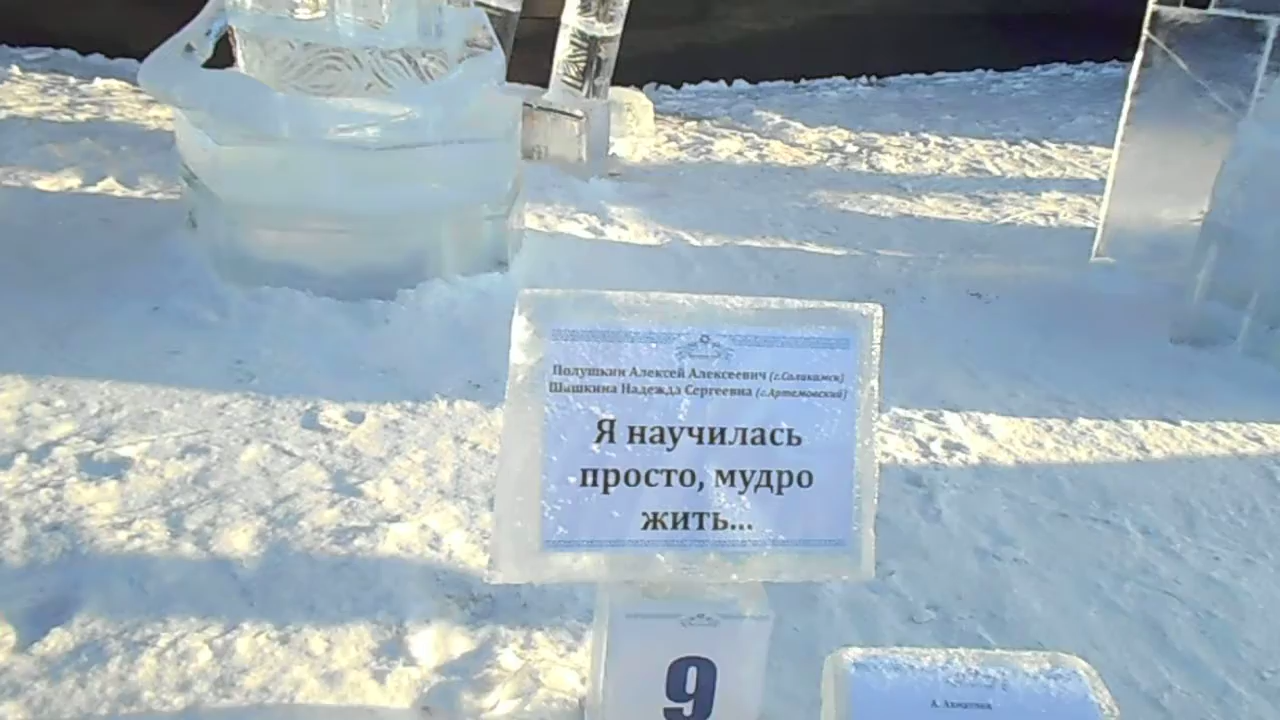 Полушкин Алексей Алексеевич (г.Соликамск)
Шишкина Надежда Сергеевна (г.Артемовский)
Я научилась
просто, мудро
жить...
9
А. Ахматова